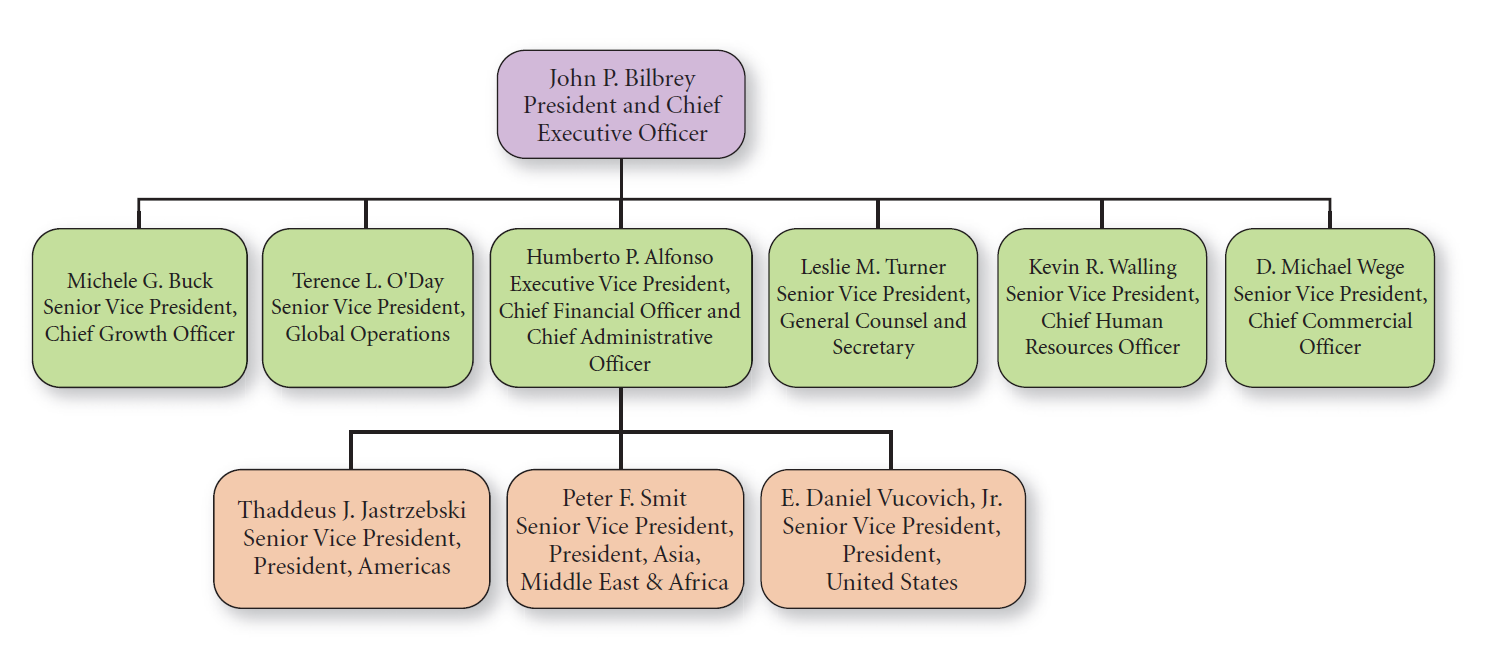 John P. Bilbrey
President and Chief
Executive Officer
Michele G. Buck
Senior Vice President,
Chief Growth Officer
Terence L. O'Day
Senior Vice President,
Global Operations
Humberto P. Alfonso
Executive Vice President,
Chief Financial Officer and
Chief Administrative
Officer
Leslie M. Turner
Senior Vice President,
General Counsel and
Secretary
Kevin R. Walling
Senior Vice President,
Chief Human
Resources Officer
D. Michael Wege
Senior Vice President,
Chief Commercial
Officer
Thaddeus J. Jastrzebski
Senior Vice President,
President, Americas
Peter F. Smit
Senior Vice President,
President, Asia,
Middle East & Africa
E. Daniel Vucovich, Jr.
Senior Vice President,
President,
United States